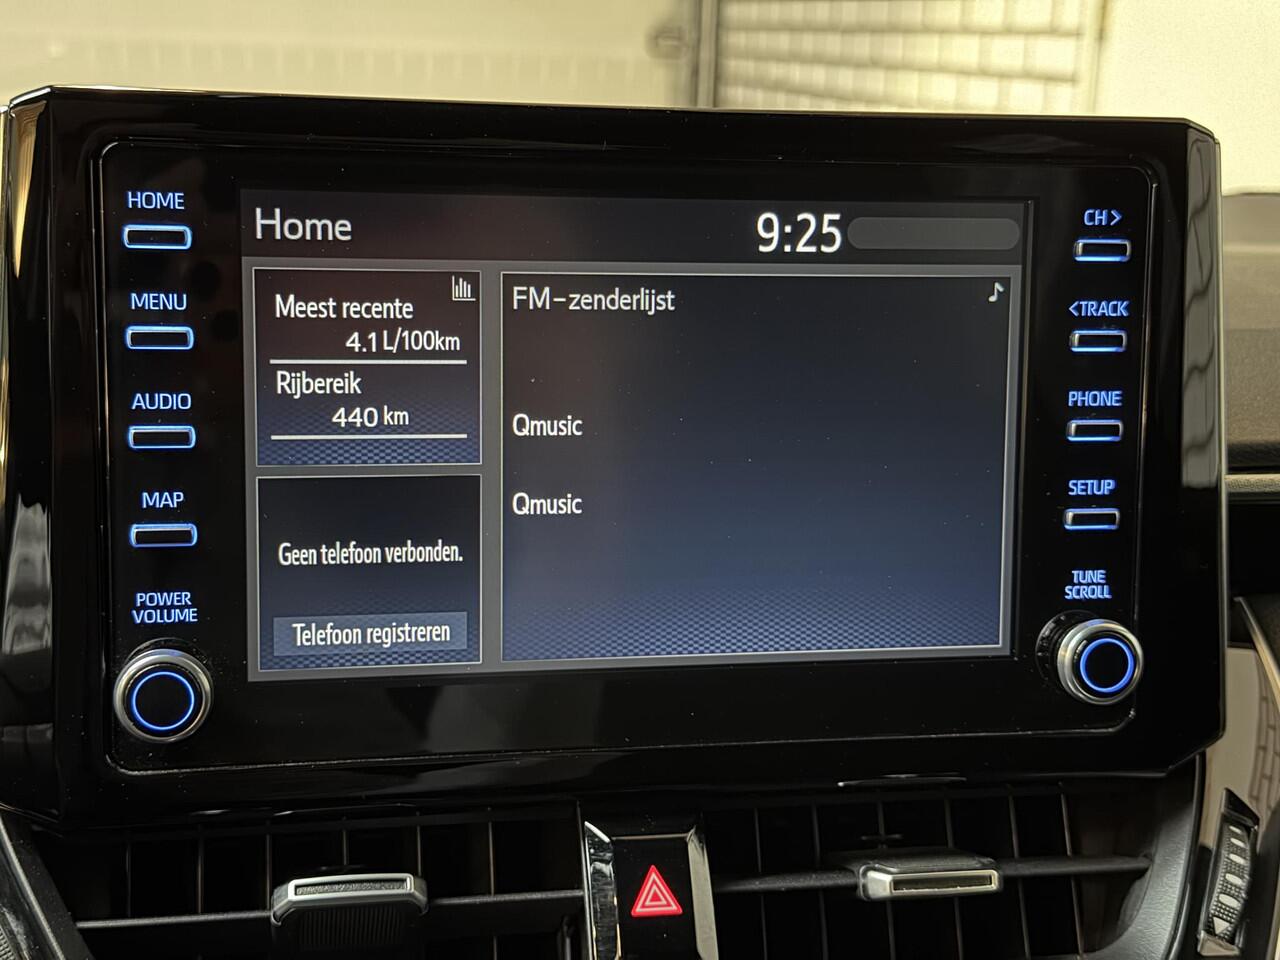 HOME
MENU
AUDIO
MAP
POWER
VOLUME
Home
9:25
Meest recente
4.1 L/100km
Rijbereik
440 km
Geen telefoon verbonden.
Telefoon registreren
FM-zenderlijst
Qmusic
Qmusic
CH>
<TRACK
PHONE
SETUP
TUNE
SCROLL